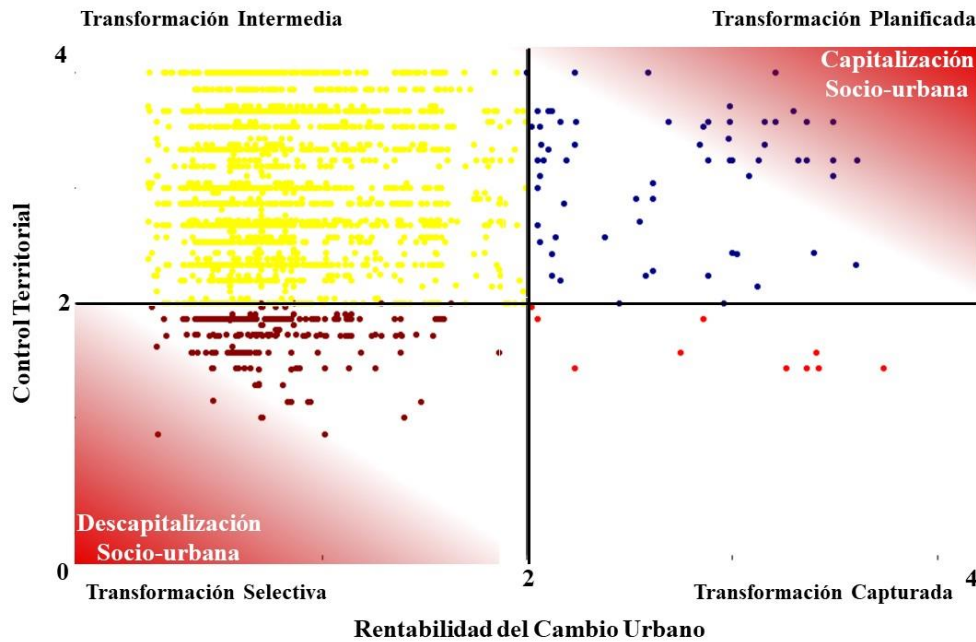 Transformación Intermedia
Transformación Planificada
4
Capitalización
Socio-urbana
Control Territorial
2
Descapitalización
Socio-urbana
0
2
4
Transformación Selectiva
Transformación Capturada
Rentabilidad del Cambio Urbano